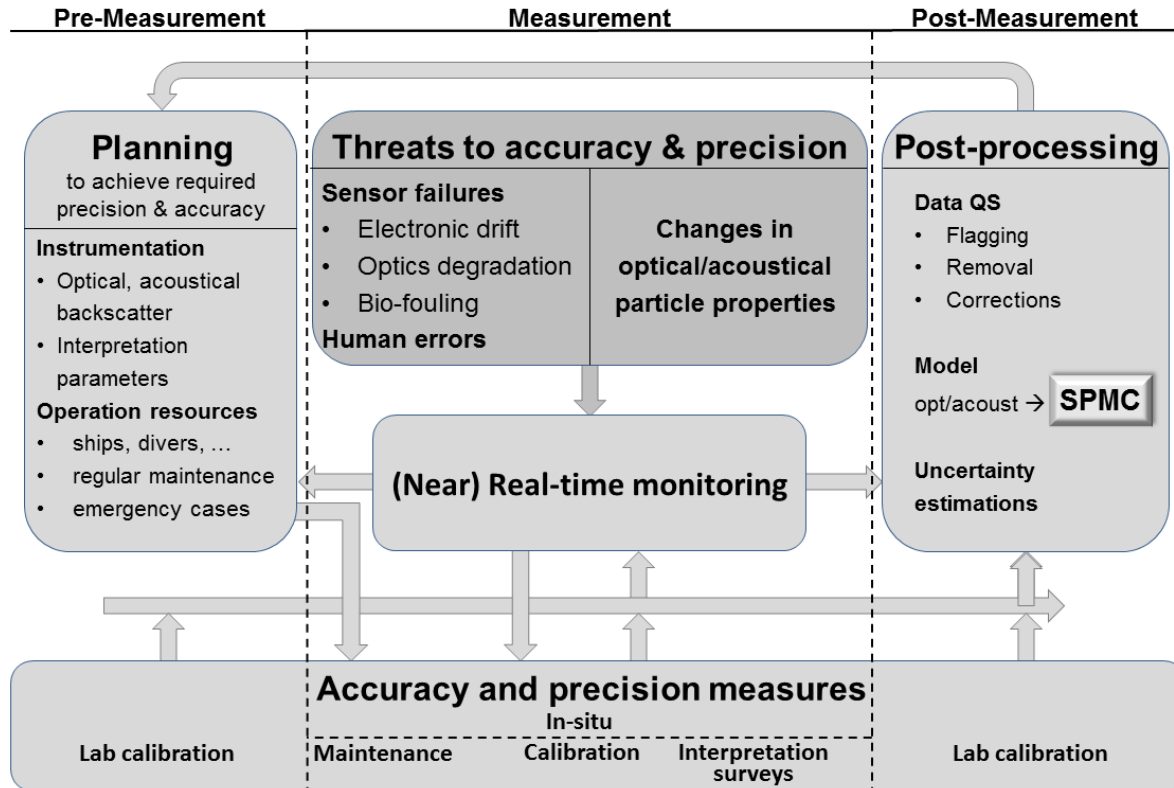 Pre-Measurement
Measurement
Post-Measurement
Planning
to achieve required
precision & accuracy
Instrumentation
• Optical, acoustical
backscatter
• Interpretation
parameters
Operation resources
• ships, divers, ...
• regular maintenance
• emergency cases
Threats to accuracy & precision
Sensor failures
• Electronic drift
• Optics degradation
• Bio-fouling
Human errors
Changes in
optical/acoustical
particle properties
(Near) Real-time monitoring
Post-processing
Data QS
• Flagging
• Removal
• Corrections
Model
opt/acoust → SPMC
Uncertainty
estimations
Accuracy and precision measures
In-situ
Lab calibration
Maintenance
Calibration
Interpretation
surveys
Lab calibration